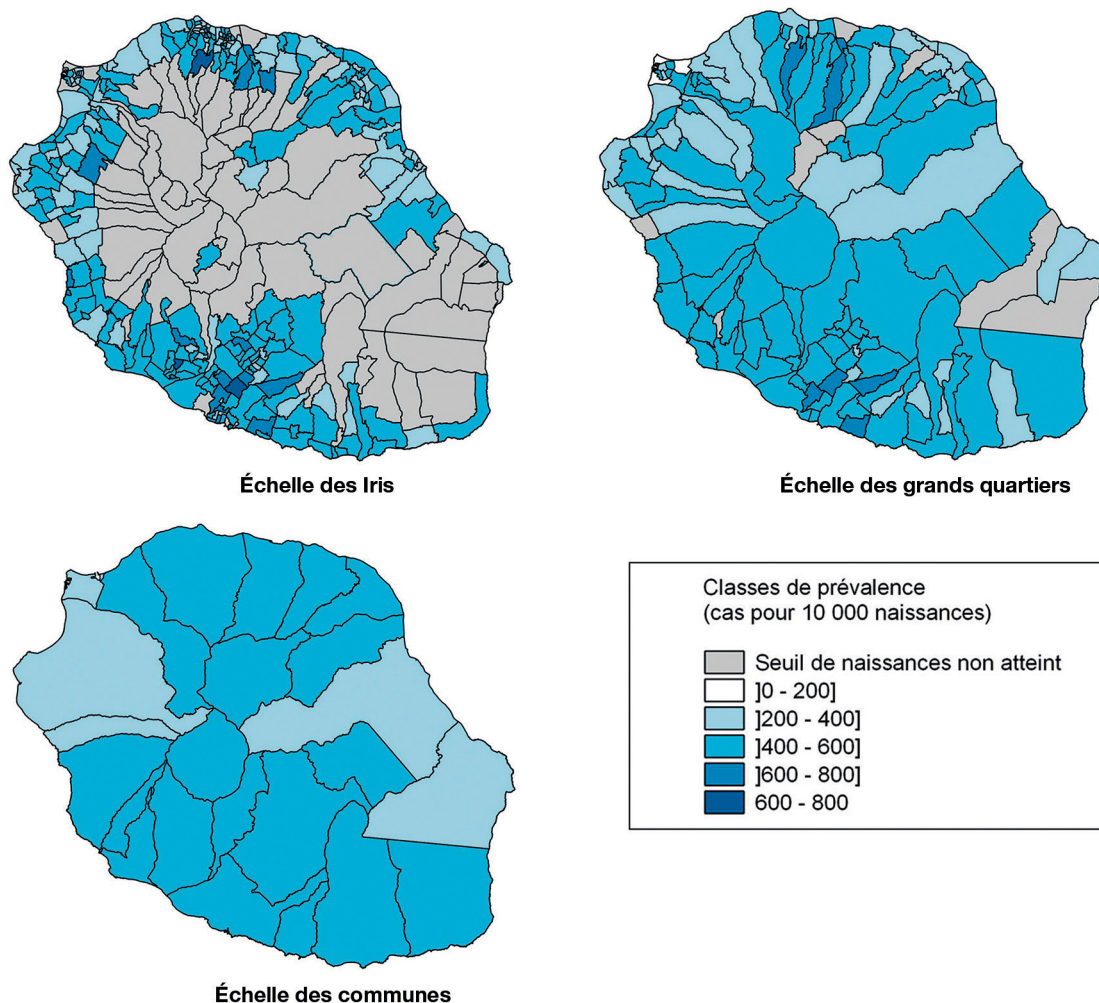 Échelle des Iris
Échelle des grands quartiers
Échelle des communes
Classes de prévalence
(cas pour 10 000 naissances)
Seuil de naissances non atteint
]0 - 200]
]200 - 400]
]400 - 600]
]600 - 800]
600 - 800